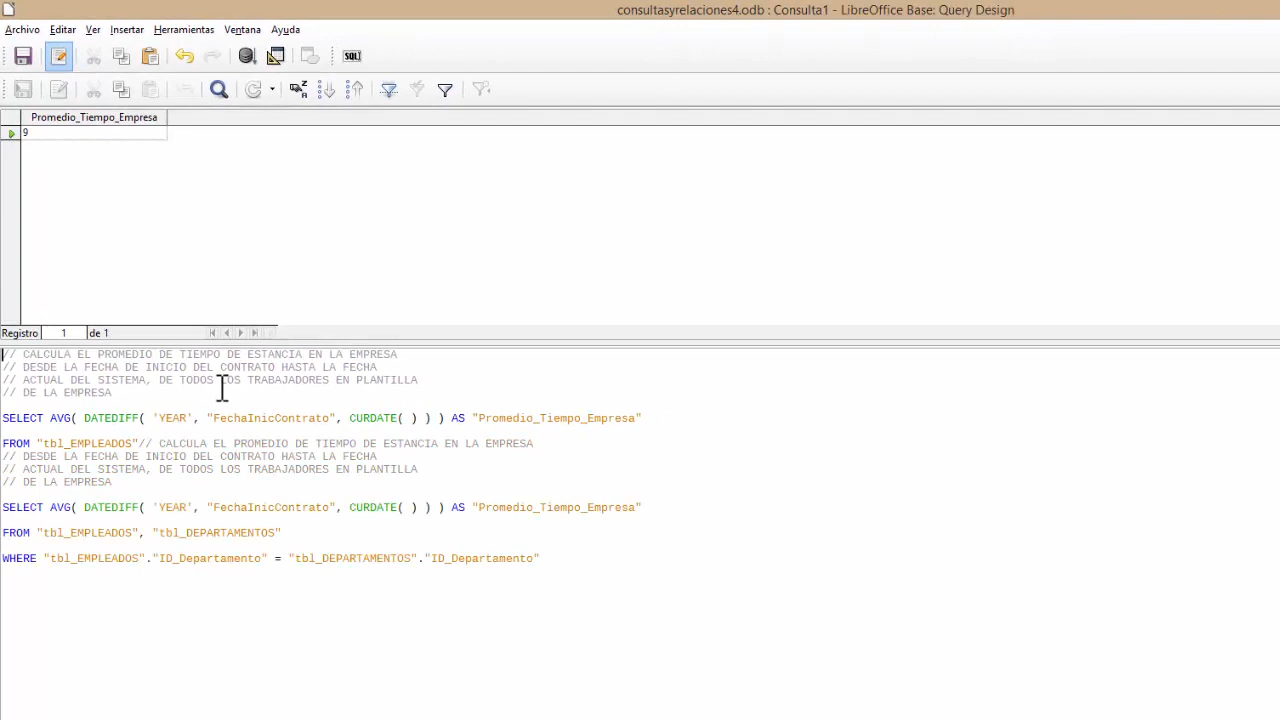 consultasyrelaciones4.odb : Consulta1 - LibreOffice Base: Query Design
Archivo Editar Ver Insertar Herramientas Ventana Ayuda
SQL
Promedio_Tiempo_Empresa
9
Registro 1 de 1
// CALCULA EL PROMEDIO DE TIEMPO DE ESTANCIA EN LA EMPRESA
// DESDE LA FECHA DE INICIO DEL CONTRATO HASTA LA FECHA
// ACTUAL DEL SISTEMA, DE TODOS LOS TRABAJADORES EN PLANTILLA
// DE LA EMPRESA
SELECT AVG( DATEDIFF( 'YEAR', "FechaInicContrato", CURDATE( ) ) ) AS "Promedio_Tiempo_Empresa"
FROM "tbl_EMPLEADOS"// CALCULA EL PROMEDIO DE TIEMPO DE ESTANCIA EN LA EMPRESA
// DESDE LA FECHA DE INICIO DEL CONTRATO HASTA LA FECHA
// ACTUAL DEL SISTEMA, DE TODOS LOS TRABAJADORES EN PLANTILLA
// DE LA EMPRESA
SELECT AVG( DATEDIFF( 'YEAR', "FechaInicContrato", CURDATE( ) ) ) AS "Promedio_Tiempo_Empresa"
FROM "tbl_EMPLEADOS", "tbl_DEPARTAMENTOS"
WHERE "tbl_EMPLEADOS"."ID_Departamento" = "tbl_DEPARTAMENTOS"."ID_Departamento"